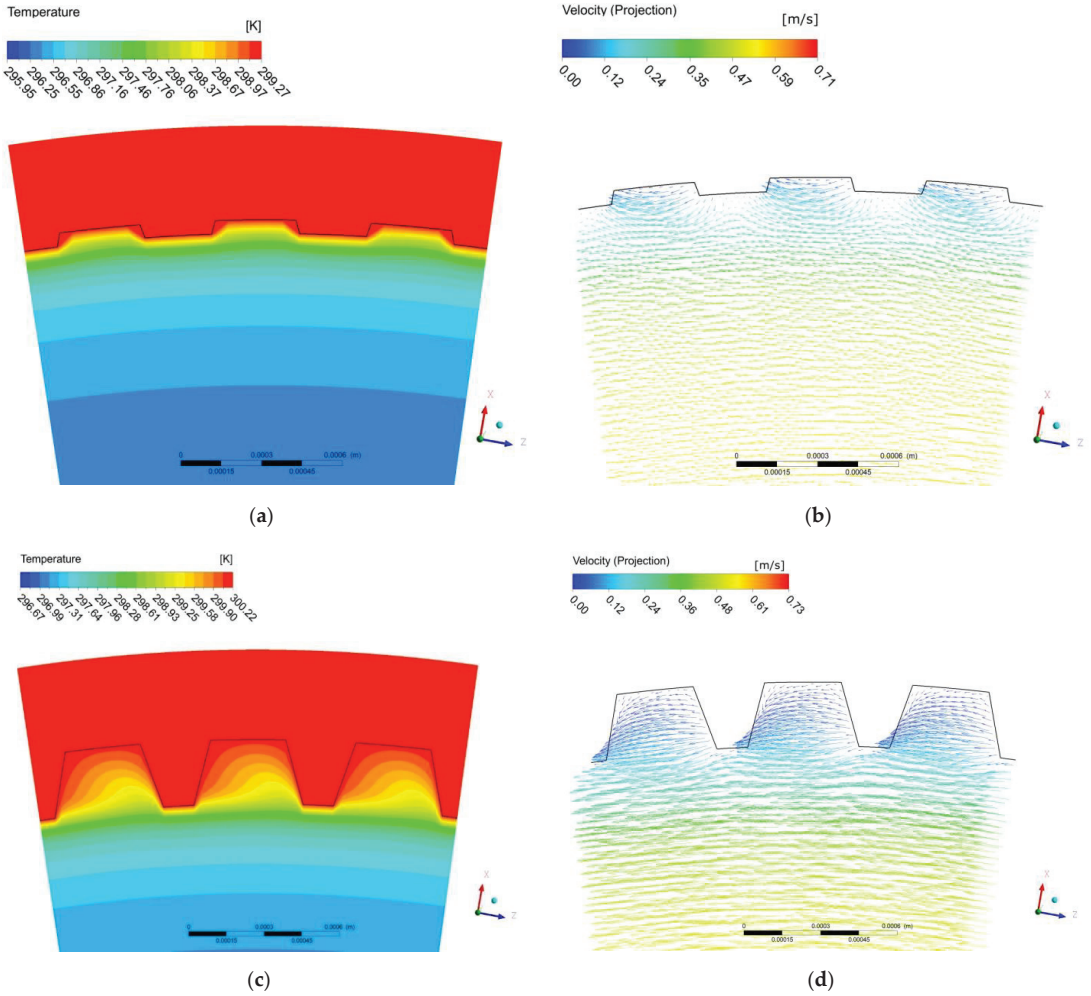 Temperature
[K]
295.95 296.25 296.55 296.86 297.16 297.46 297.76 298.06 298.37 298.67 298.97 299.27
X
Z
0 0.0003 0.0006 (m)
0.00015 0.00045
(a)
Velocity (Projection)
[m/s]
0.00 0.12 0.24 0.35 0.47 0.59 0.71
X
Z
0 0.0003 0.0006 (m)
0.00015 0.00045
(b)
Temperature [K]
296.67 296.99 297.31 297.64 297.96 298.28 298.61 298.93 299.25 299.58 299.90 300.22
X
Z
0 0.0003 0.0006 (m)
0.00015 0.00045
(c)
Velocity (Projection)
[m/s]
0.00 0.12 0.24 0.36 0.48 0.61 0.73
X
Z
0 0.0003 0.0006 (m)
0.00015 0.00045
(d)